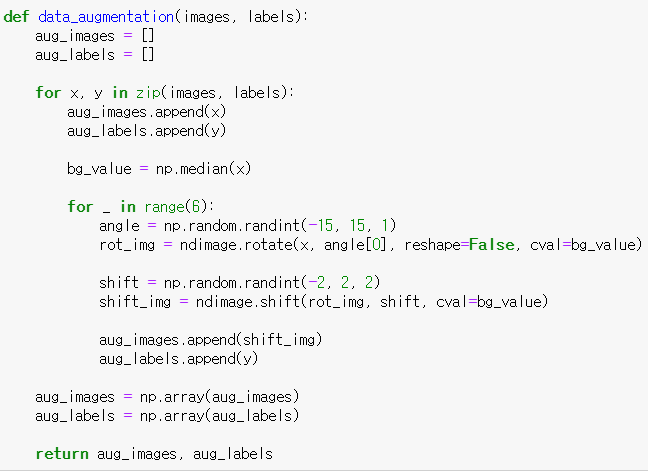 def data_augmentation(images, labels):
    aug_images = []
    aug_labels = []

    for x, y in zip(images, labels):
        aug_images.append(x)
        aug_labels.append(y)

        bg_value = np.median(x)

        for _ in range(6):
            angle = np.random.randint(-15, 15, 1)
            rot_img = ndimage.rotate(x, angle[0], reshape=False, cval=bg_value)

            shift = np.random.randint(-2, 2, 2)
            shift_img = ndimage.shift(rot_img, shift, cval=bg_value)

            aug_images.append(shift_img)
            aug_labels.append(y)

    aug_images = np.array(aug_images)
    aug_labels = np.array(aug_labels)

    return aug_images, aug_labels